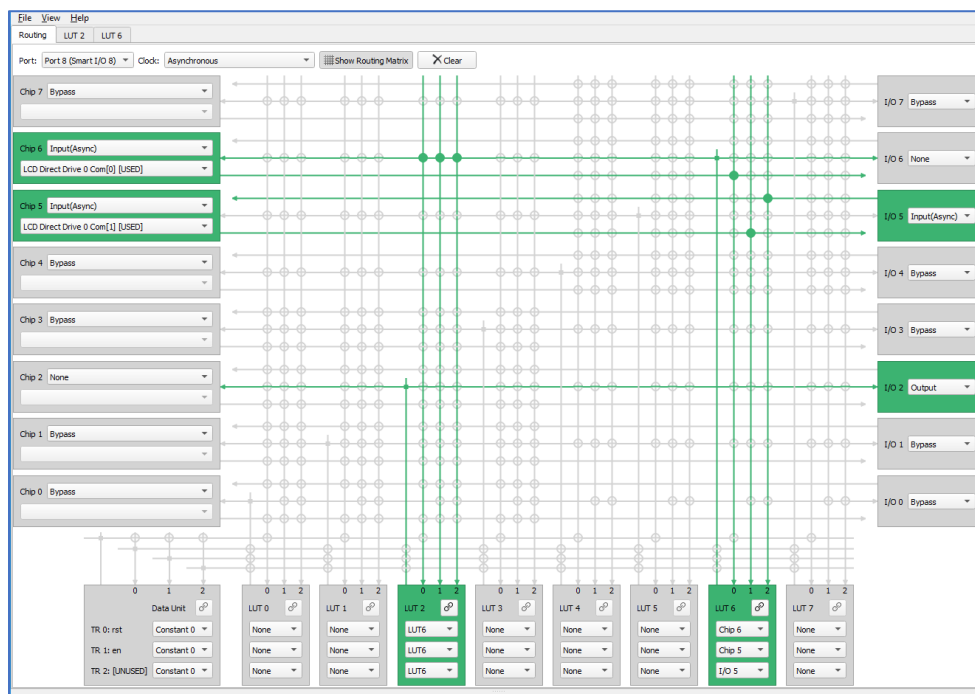 File View Help
Routing LUT 2 LUT 6
Port: Port 8 (Smart I/O 8) Clock: Asynchronous Show Routing Matrix Clear
Chip 7 Bypass
I/O 7 Bypass
Chip 6 Input(Async)
LCD Direct Drive 0 Com[0] [USED]
I/O 6 None
Chip 5 Input(Async)
LCD Direct Drive 0 Com[1] [USED]
I/O 5 Input(Async)
Chip 4 Bypass
I/O 4 Bypass
Chip 3 Bypass
I/O 3 Bypass
Chip 2 None
I/O 2 Output
Chip 1 Bypass
I/O 1 Bypass
Chip 0 Bypass
I/O 0 Bypass
0 1 2 0 1 2 0 1 2 0 1 2 0 1 2 0 1 2 0 1 2 0 1 2 0 1 2
Data Unit LUT 0 LUT 1 LUT 2 LUT 3 LUT 4 LUT 5 LUT 6 LUT 7
TR 0: rst Constant 0 None None LUT6 None None None Chip 6 None
TR 1: en Constant 0 None None LUT6 None None None Chip 5 None
TR 2: [UNUSED] Constant 0 None None LUT6 None None None I/O 5 None